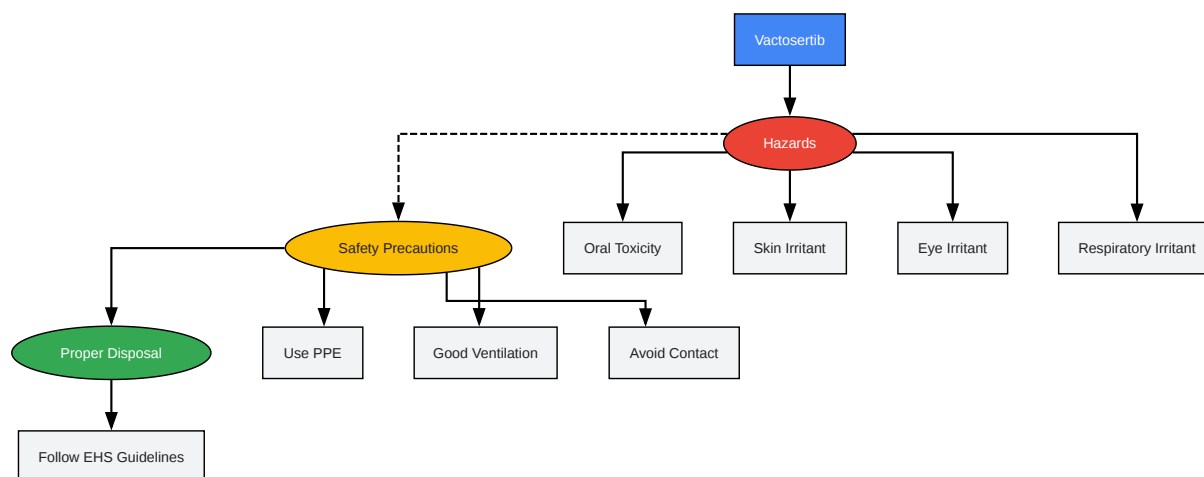 Vactosertib
Hazards
Safety Precautions
Oral Toxicity
Skin Irritant
Eye Irritant
Respiratory Irritant
Proper Disposal
Use PPE
Good Ventilation
Avoid Contact
Follow EHS Guidelines